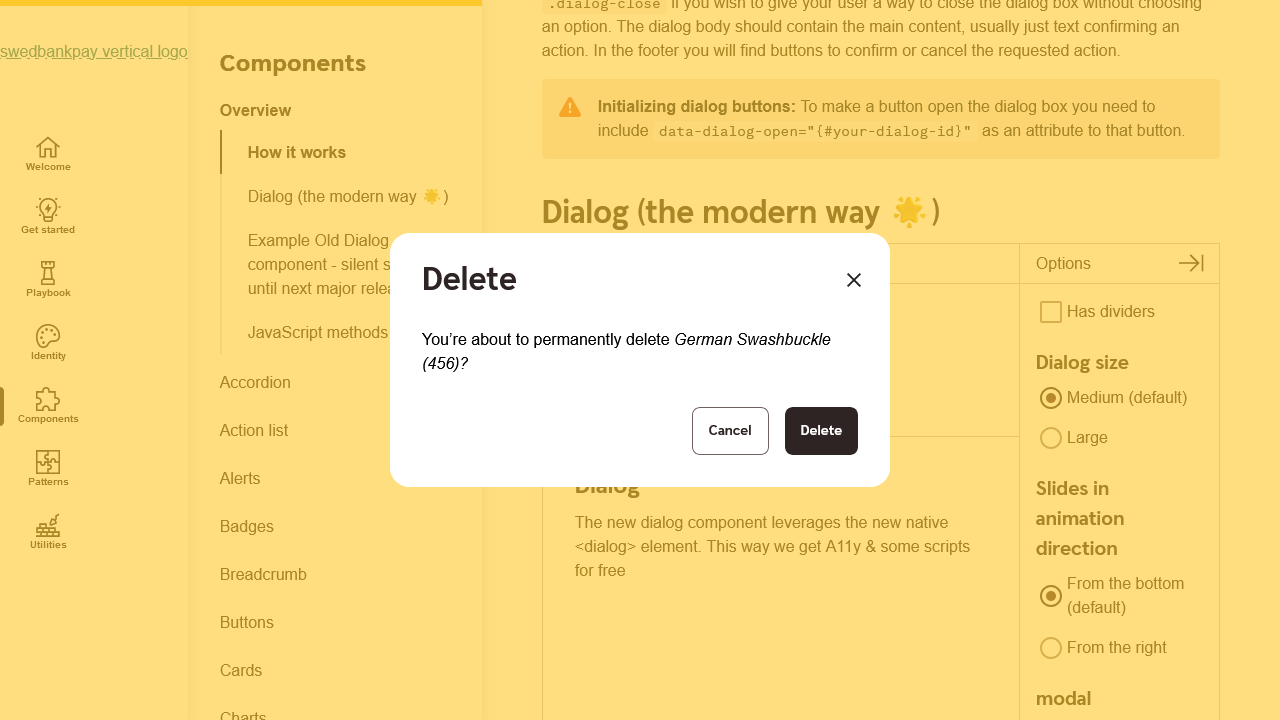 swedbankpay vertical logo
Welcome
Get started
Playbook
Identity
Components
Patterns
Utilities
Components
Overview
How it works
Dialog (the modern way 🌟)
Example Old Dialog
component - silent s
until next major relea
JavaScript methods
Accordion
Action list
Alerts
Badges
Breadcrumb
Buttons
Cards
Charts
.dialog-close if you wish to give your user a way to close the dialog box without choosing
an option. The dialog body should contain the main content, usually just text confirming an
action. In the footer you will find buttons to confirm or cancel the requested action.
Initializing dialog buttons: To make a button open the dialog box you need to
include data-dialog-open="{#your-dialog-id}" as an attribute to that button.
Dialog (the modern way 🌟)
Options
Has dividers
Dialog size
Medium (default)
Large
Slides in
animation
direction
From the bottom
(default)
From the right
modal
Delete
You’re about to permanently delete German Swashbuckle
(456)?
Cancel
Delete
Dialog
The new dialog component leverages the new native
<dialog> element. This way we get A11y & some scripts
for free